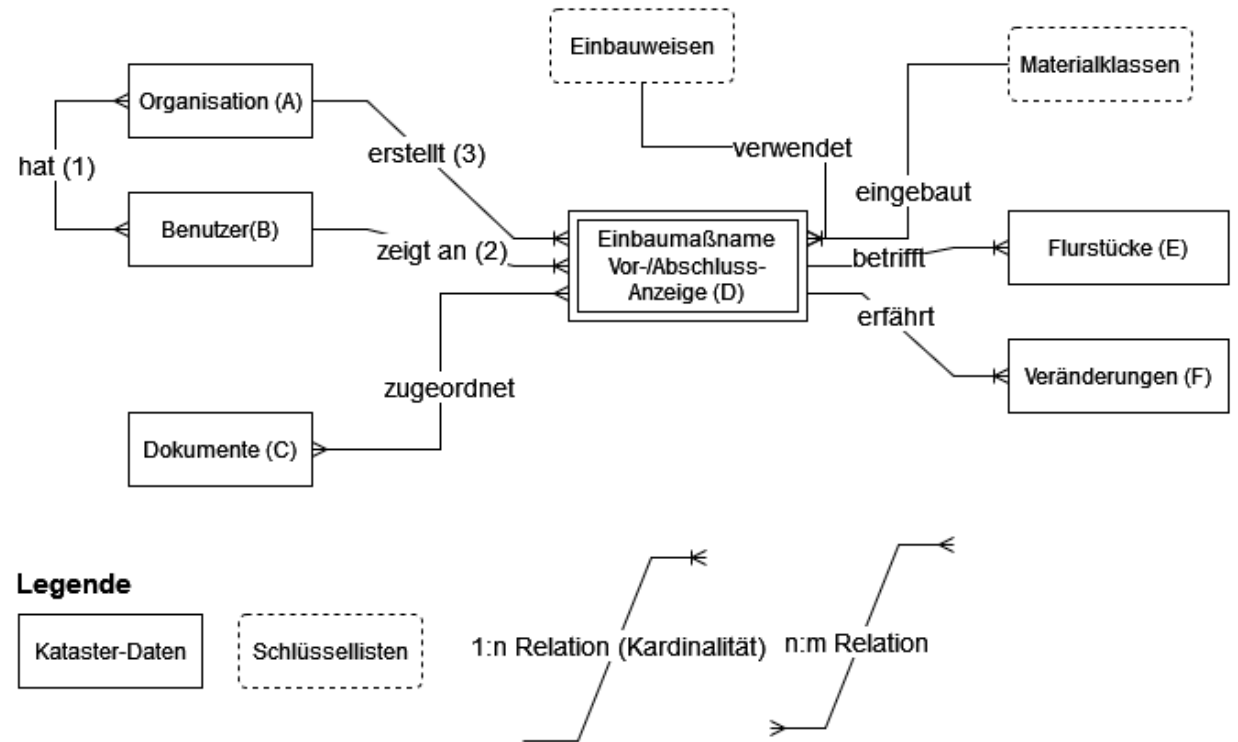 Einbauweisen
Materialklassen
Organisation (A)
erstellt (3)
verwendet
hat (1)
eingebaut
Benutzer(B)
zeigt an (2)
Einbaumaßname
Vor-/Abschluss-
Anzeige (D)
betrifft
Flurstücke (E)
erfährt
zugeordnet
Veränderungen (F)
Dokumente (C)
Legende
Kataster-Daten
Schlüssellisten
1:n Relation (Kardinalität)
n:m Relation